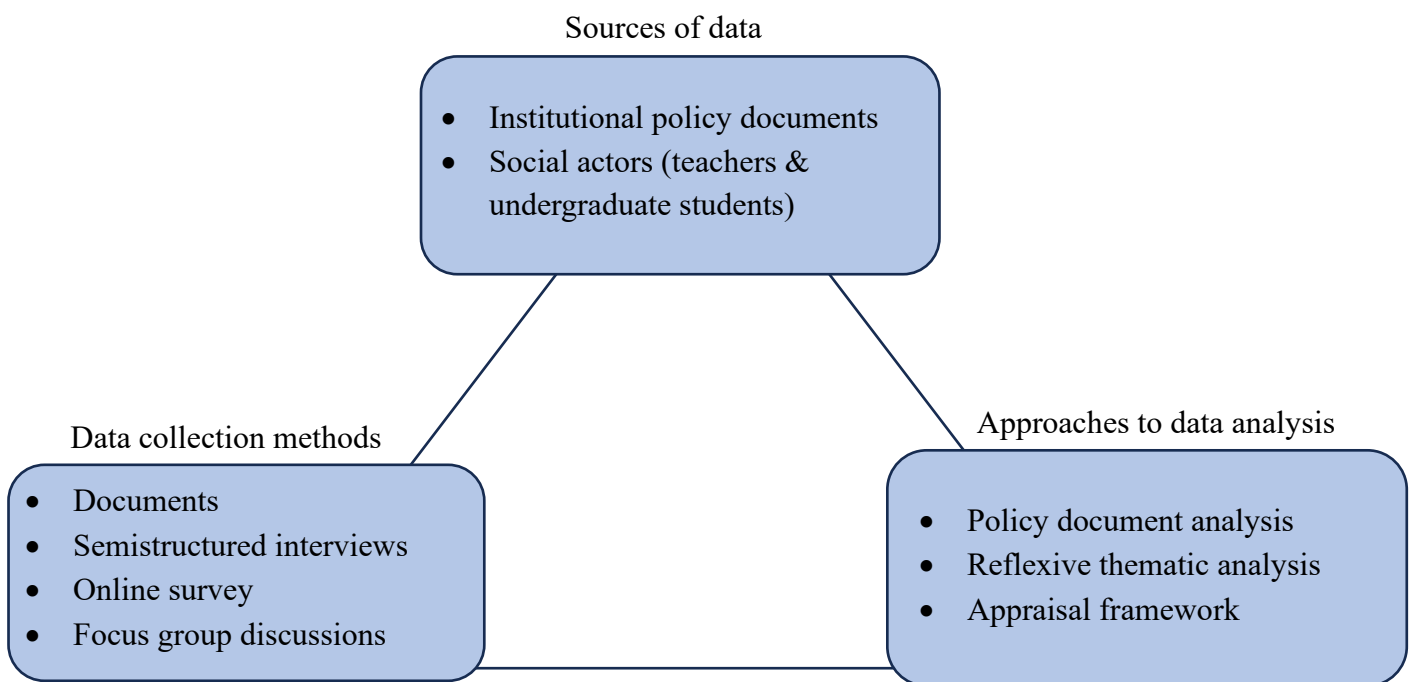 Sources of data
• Institutional policy documents
• Social actors (teachers &
undergraduate students)
Data collection methods
• Documents
• Semistructured interviews
• Online survey
• Focus group discussions
Approaches to data analysis
• Policy document analysis
• Reflexive thematic analysis
• Appraisal framework